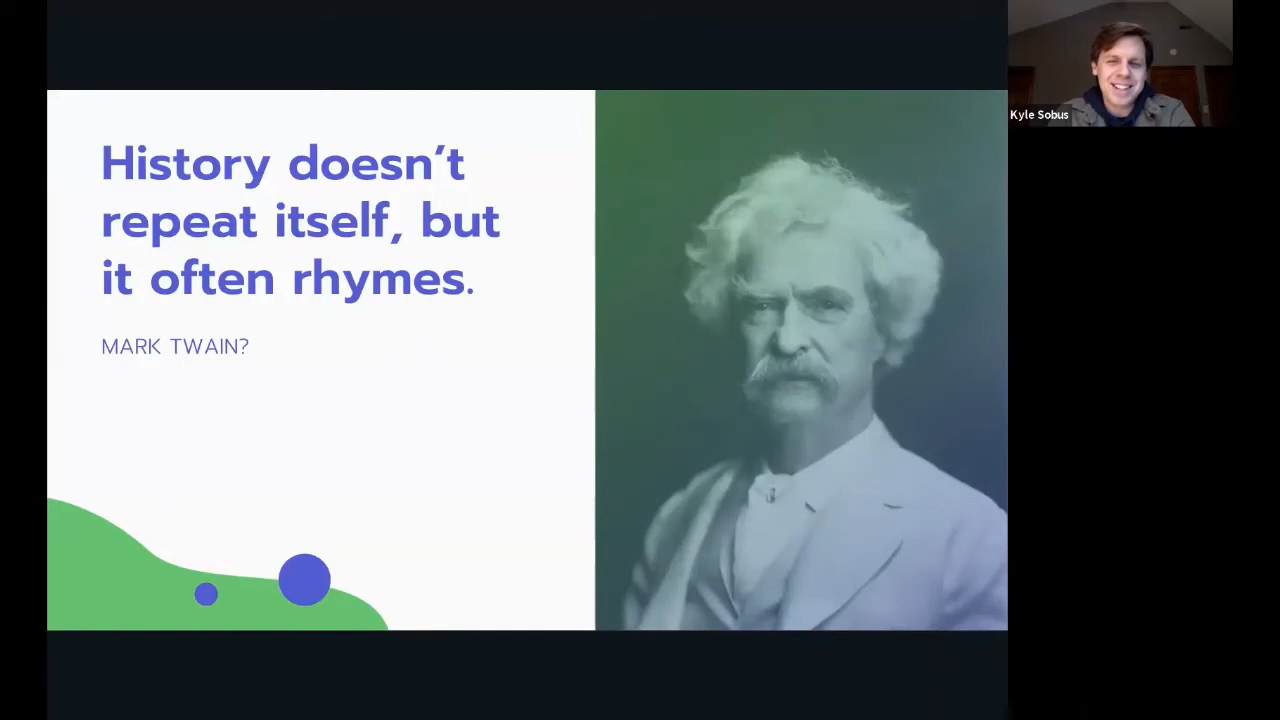 History doesn’t
repeat itself, but
it often rhymes.
MARK TWAIN?
Kyle Sobus